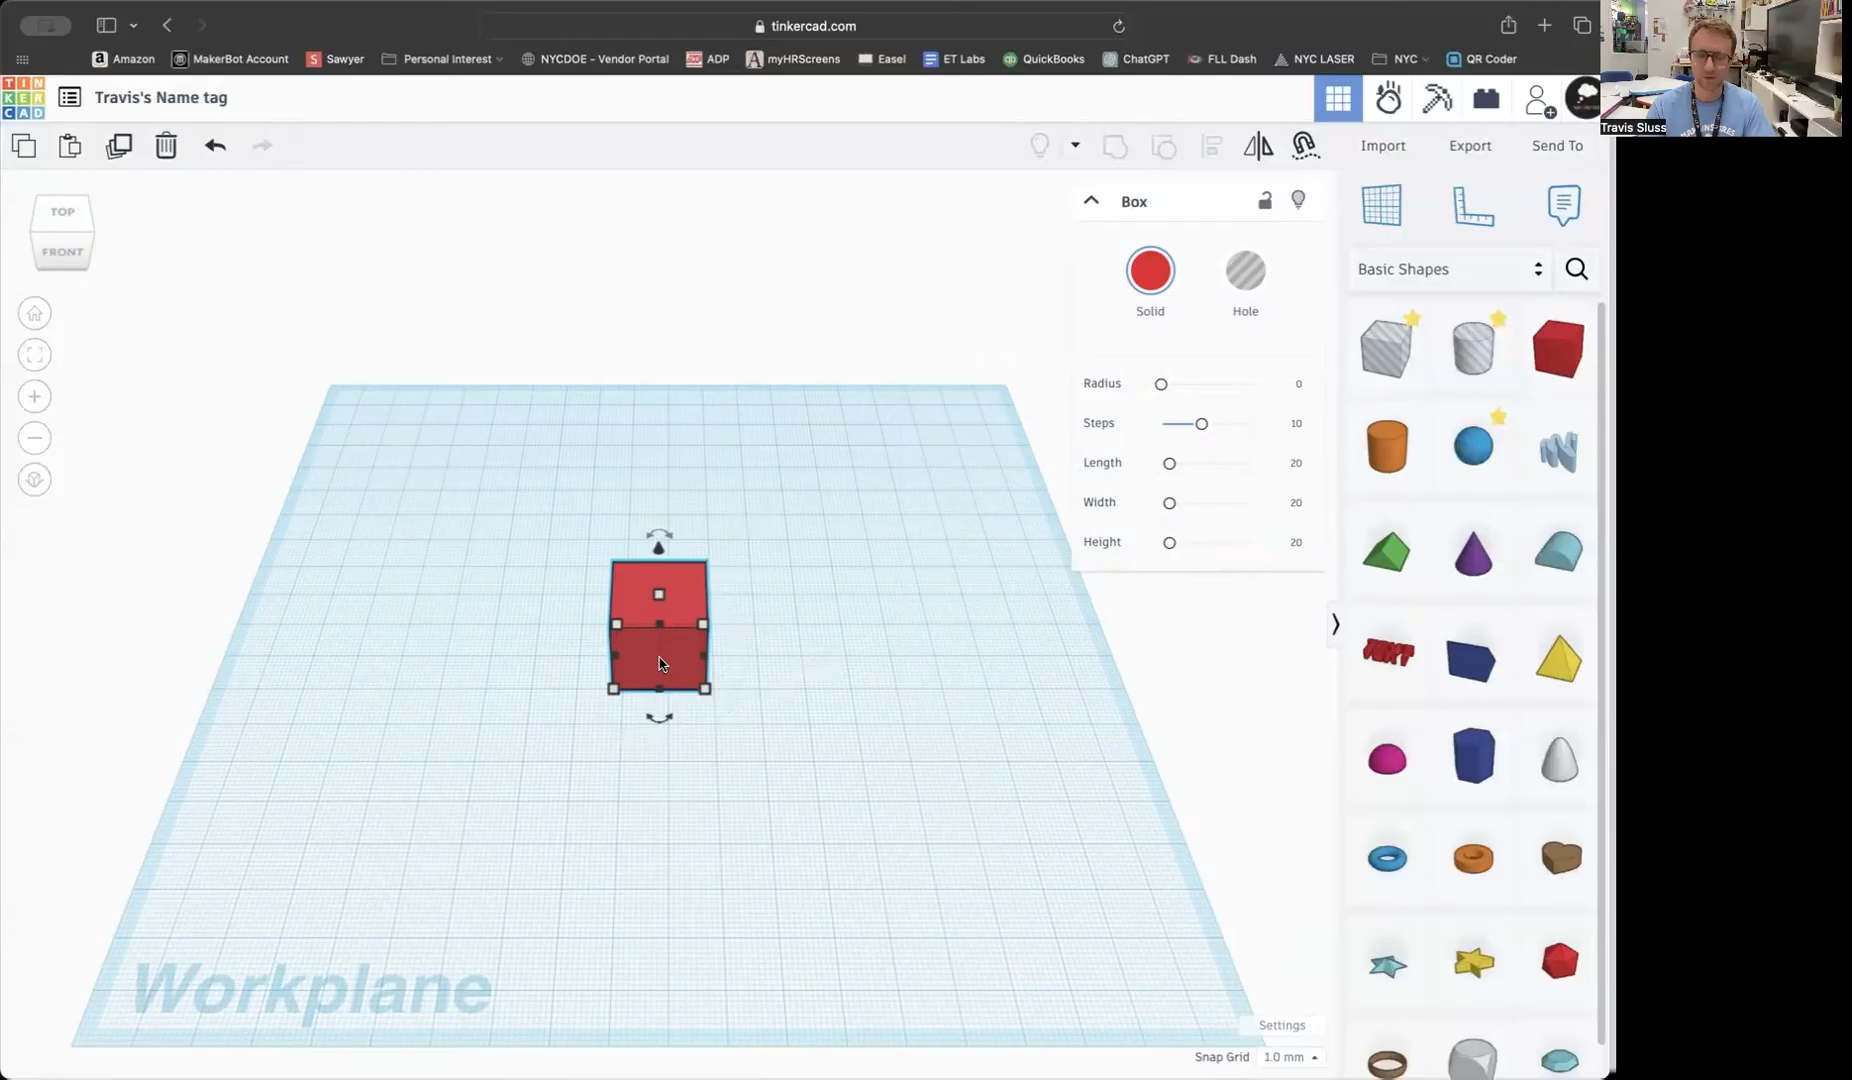 tinkercad.com
Amazon MakerBot Account Sawyer Personal Interest NYCDOE - Vendor Portal ADP myHRScreens Easel ET Labs QuickBooks ChatGPT FLL Dash NYC LASER NYC QR Coder
TIN
KER
CAD
Travis's Name tag
Travis Sluss
Import Export Send To
TOP
FRONT
Box
Solid Hole
Basic Shapes
Radius 0
Steps 10
Length 20
Width 20
Height 20
TEXT
Workplane
Settings
Snap Grid 1.0 mm